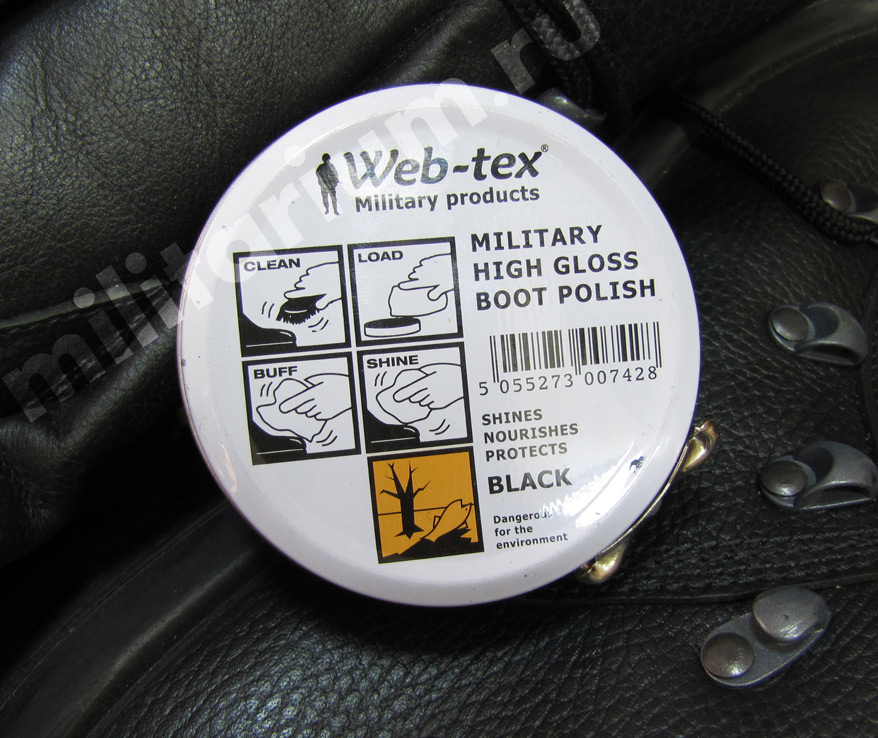 militarium.ru
Web-tex®
Military products
MILITARY
HIGH GLOSS
BOOT POLISH
CLEAN
LOAD
BUFF
SHINE
5 055273 007428
SHINES
NOURISHES
PROTECTS
BLACK
Dangerous
for the
environment